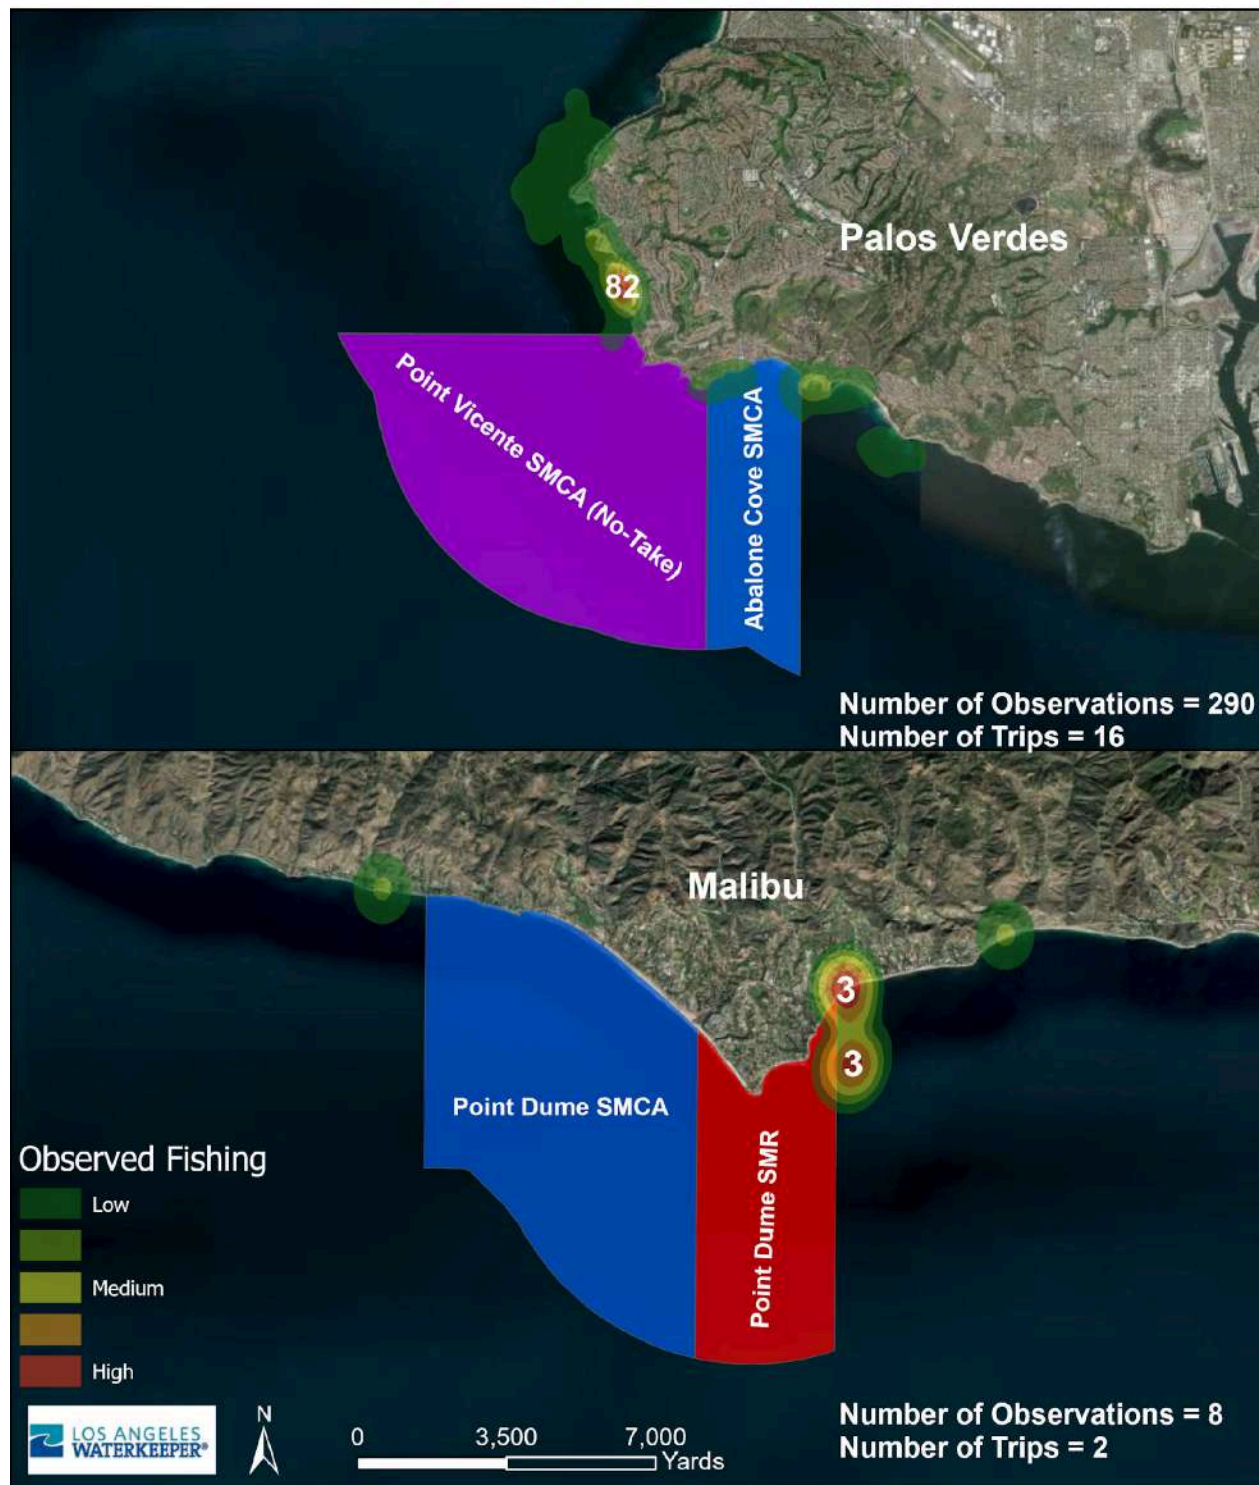 Palos Verdes
82
Point Vicente SMCA (No-Take)
Abalone Cove SMCA
Number of Observations = 290
Number of Trips = 16
Malibu
3
3
Point Dume SMCA
Point Dume SMR
Observed Fishing
Low
Medium
High
LOS ANGELES
WATERKEEPER®
N
0 3,500 7,000
Yards
Number of Observations = 8
Number of Trips = 2